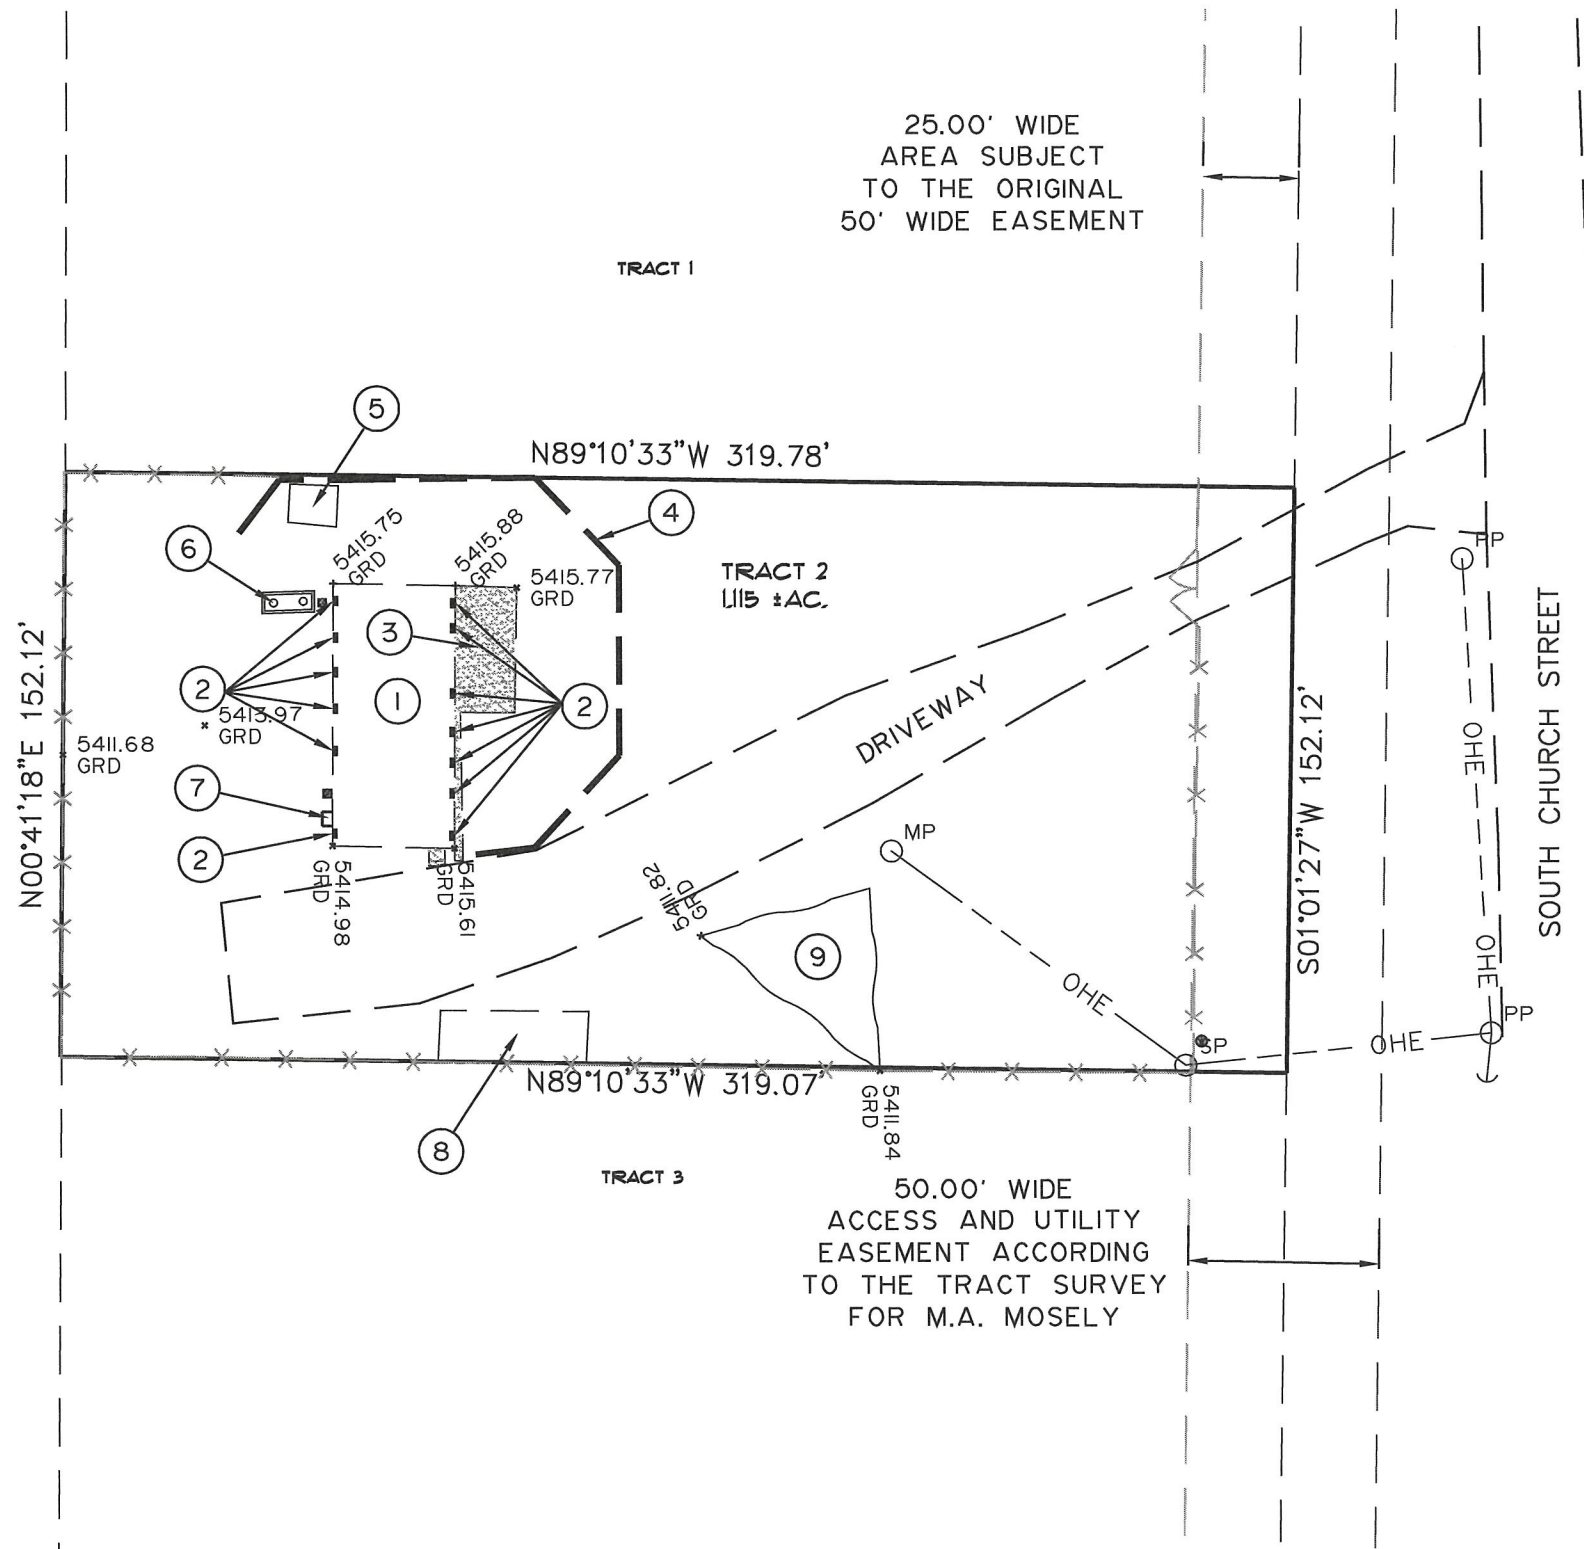 25.00' WIDE
AREA SUBJECT
TO THE ORIGINAL
50' WIDE EASEMENT
TRACT 1
5
N89°10'33"W 319.78'
4
6
5415.75
GRD
5415.88
GRD
5415.77
GRD
TRACT 2
1.115 ±AC.
PP
3
2
1
2
5413.97
GRD
5411.68
GRD
N00°41'18"E 152.12'
7
2
DRIVEWAY
MP
OHE
SOUTH CHURCH STREET
S01°01'27"W 152.12'
5414.98
GRD
5415.61
GRD
5411.82
GRD
9
OHE
OHE
PP
SP
OHE
N89°10'33"W 319.07'
8
5411.84
GRD
TRACT 3
50.00' WIDE
ACCESS AND UTILITY
EASEMENT ACCORDING
TO THE TRACT SURVEY
FOR M.A. MOSELY